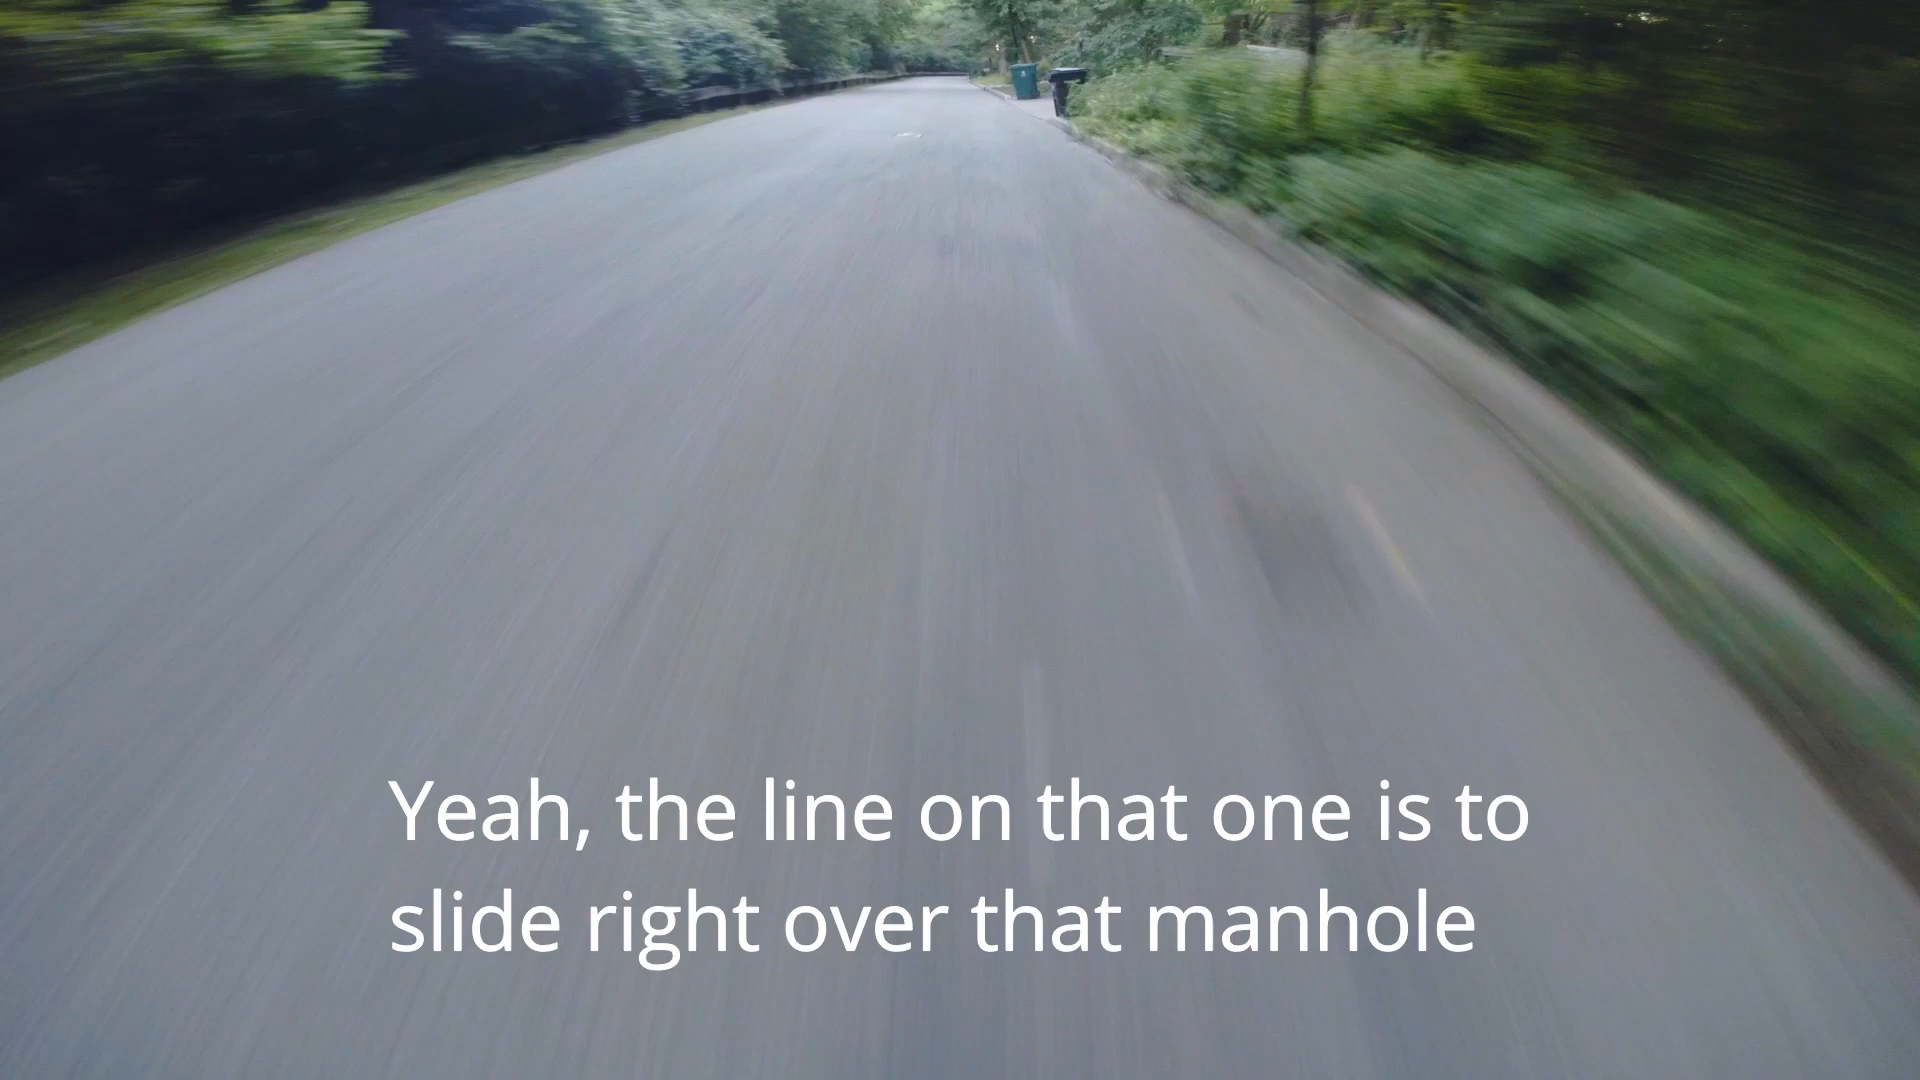 Yeah, the line on that one is to
slide right over that manhole